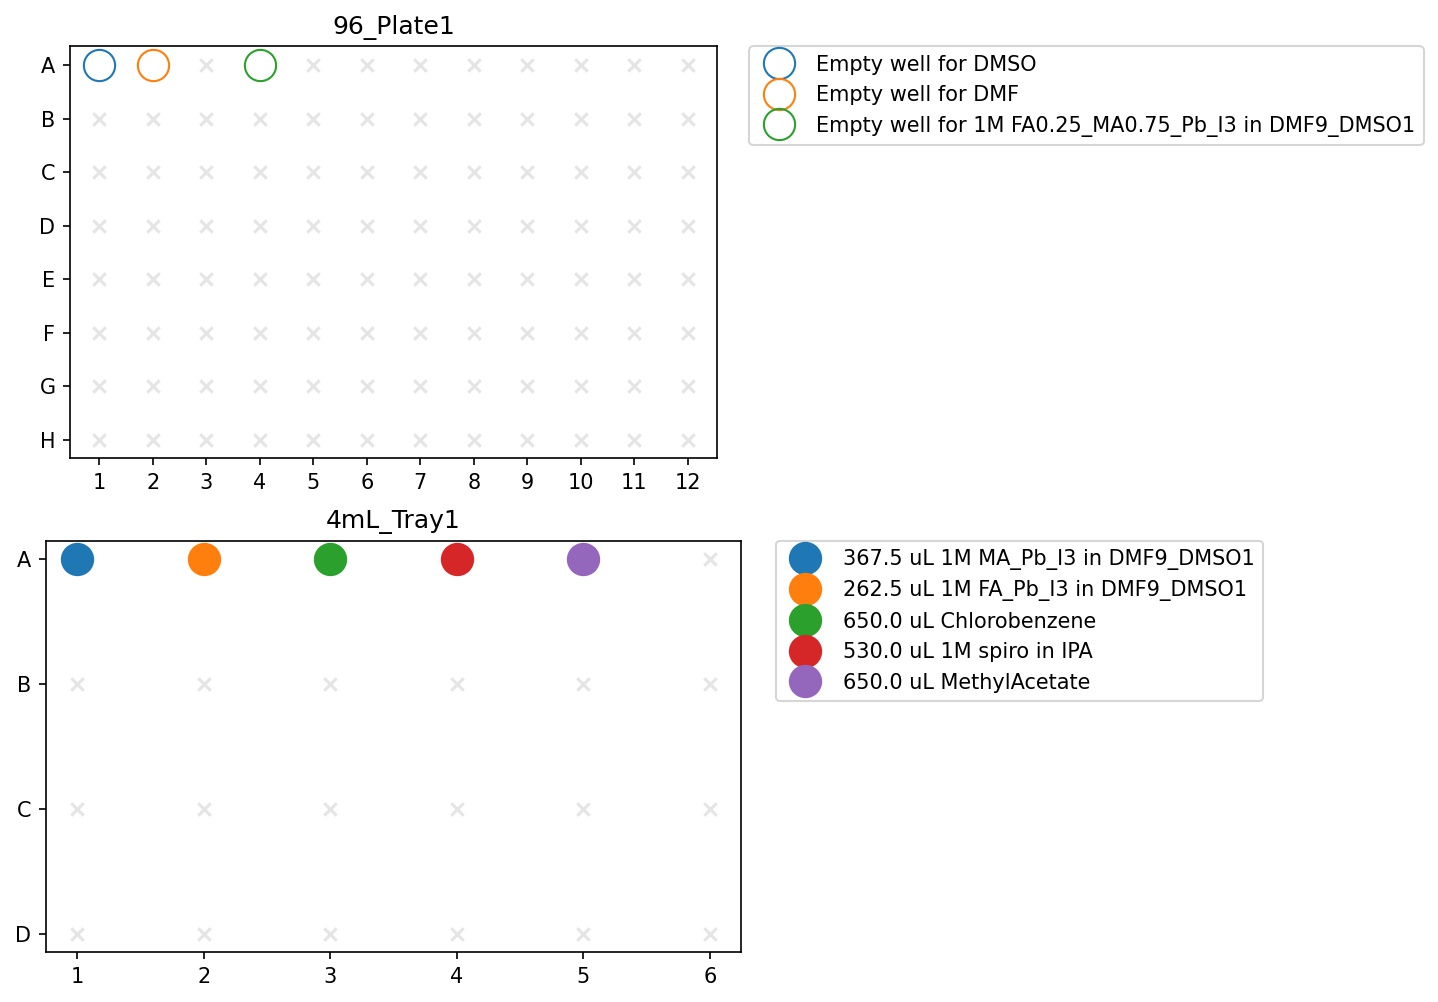 96_Plate1
A
B
C
D
E
F
G
H
1 2 3 4 5 6 7 8 9 10 11 12
Empty well for DMSO
Empty well for DMF
Empty well for 1M FA0.25_MA0.75_Pb_I3 in DMF9_DMSO1
4mL_Tray1
A
B
C
D
1 2 3 4 5 6
367.5 uL 1M MA_Pb_I3 in DMF9_DMSO1
262.5 uL 1M FA_Pb_I3 in DMF9_DMSO1
650.0 uL Chlorobenzene
530.0 uL 1M spiro in IPA
650.0 uL MethylAcetate